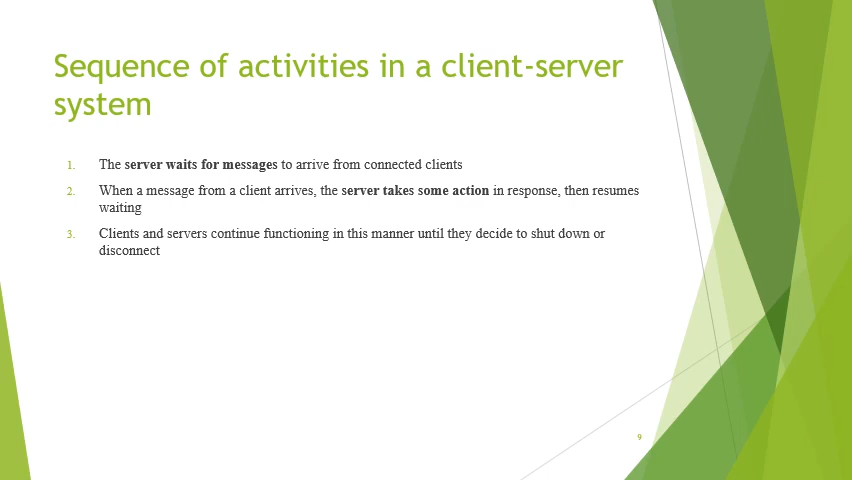 Sequence of activities in a client-server
system
1. The server waits for messages to arrive from connected clients
2. When a message from a client arrives, the server takes some action in response, then resumes
waiting
3. Clients and servers continue functioning in this manner until they decide to shut down or
disconnect
9